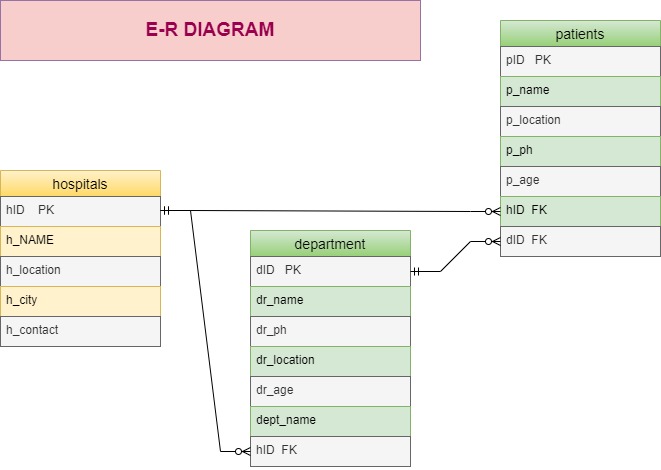 E-R DIAGRAM
patients
pID PK
p_name
p_location
p_ph
p_age
hID FK
dID FK
hospitals
hID PK
h_NAME
h_location
h_city
h_contact
department
dID PK
dr_name
dr_ph
dr_location
dr_age
dept_name
hID FK